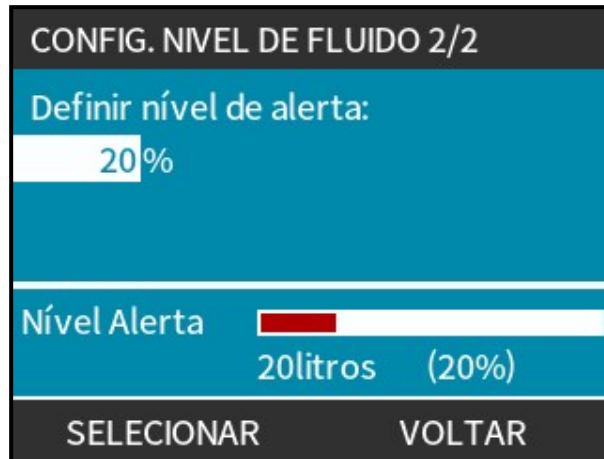 CONFIG. NIVEL DE FLUIDO 2/2
Definir nível de alerta:
20%
Nível Alerta
20litros (20%)
SELECIONAR VOLTAR